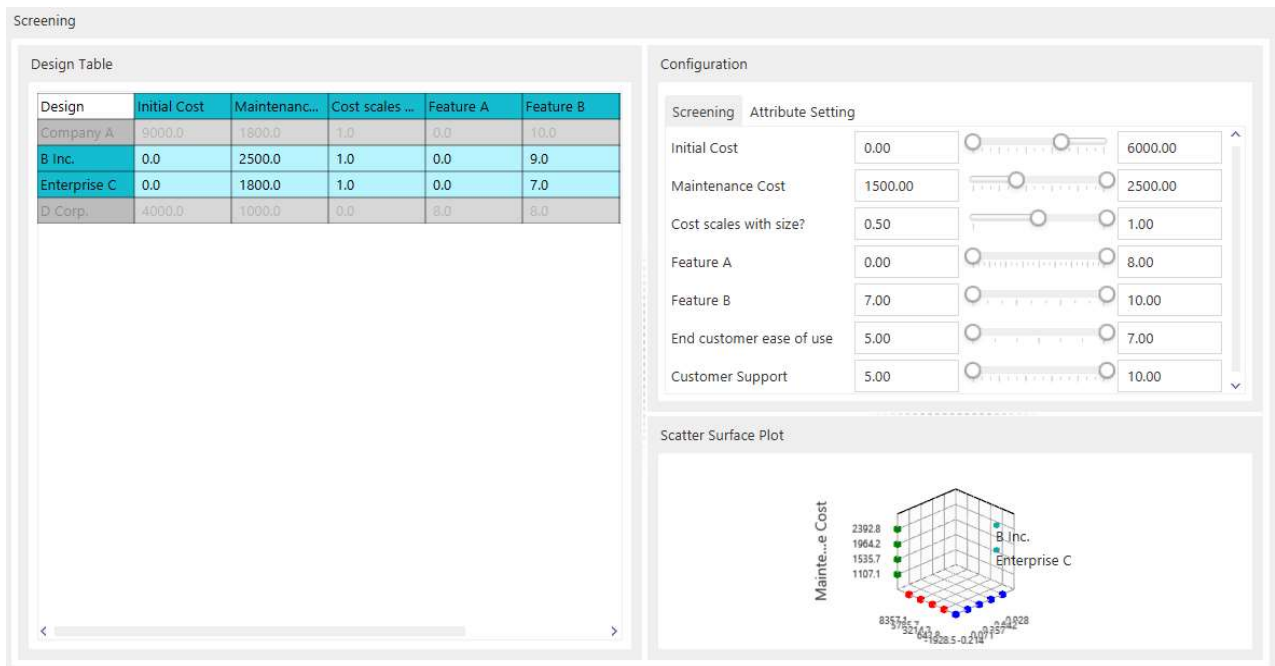 Screening
Design Table
Design Initial Cost Maintenanc... Cost scales ... Feature A Feature B
Company A 9000.0 1800.0 1.0 0.0 10.0
B Inc. 0.0 2500.0 1.0 0.0 9.0
Enterprise C 0.0 1800.0 1.0 0.0 7.0
D Corp. 4000.0 1000.0 0.0 8.0 8.0
Configuration
Screening Attribute Setting
Initial Cost 0.00 6000.00
Maintenance Cost 1500.00 2500.00
Cost scales with size? 0.50 1.00
Feature A 0.00 8.00
Feature B 7.00 10.00
End customer ease of use 5.00 7.00
Customer Support 5.00 10.00
Scatter Surface Plot
Mainte...e Cost
2392.8
1964.2
1535.7
1107.1
B Inc.
Enterprise C